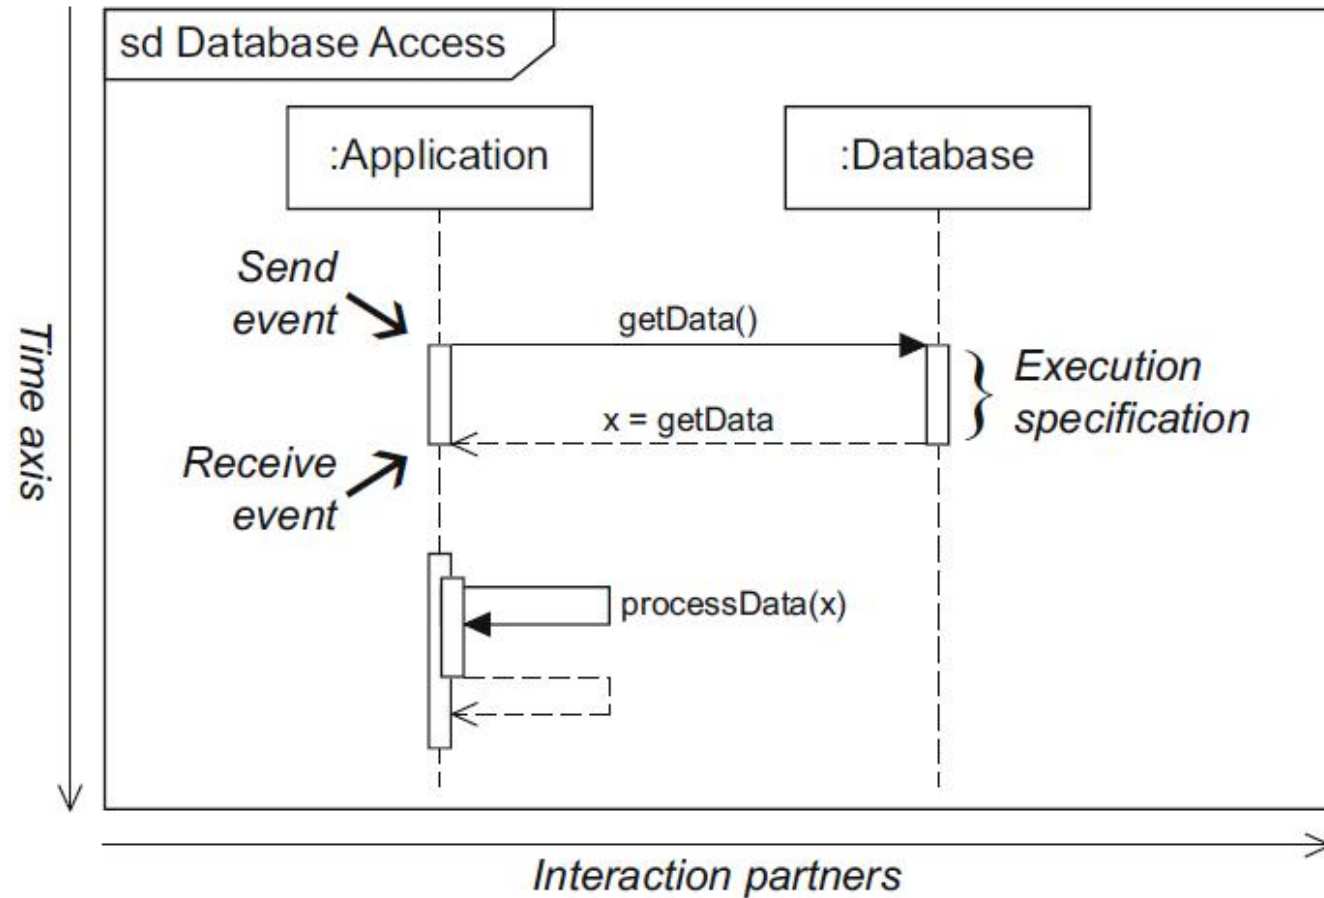 sd Database Access
:Application
:Database
Send
event
getData()
Execution
specification
x = getData
Receive
event
processData(x)
Time axis
Interaction partners